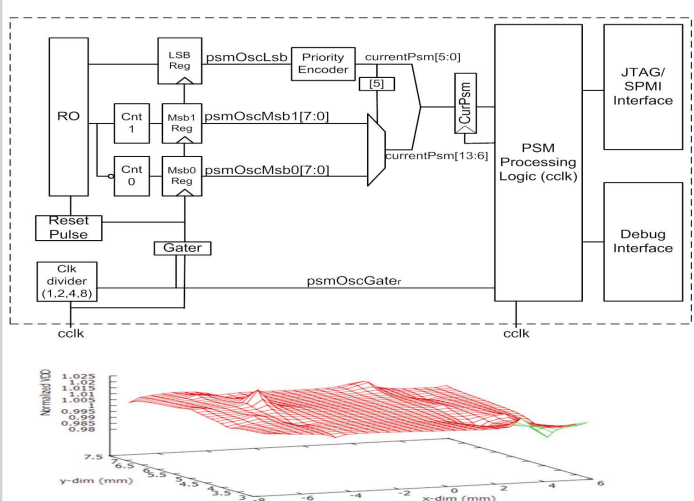 LSB
Reg
psmOscLsb
Priority
Encoder
currentPsm[5:0]
[5]
RO
Cnt
1
Msb1
Reg
psmOscMsb1[7:0]
Cnt
0
Msb0
Reg
psmOscMsb0[7:0]
currentPsm[13:6]
CurPsm
PSM
Processing
Logic (cclk)
JTAG/
SPMI
Interface
Debug
Interface
Reset
Pulse
Gater
Clk
divider
(1,2,4,8)
psmOscGater
cclk
cclk
Normalized VDD
1.025
1.02
1.015
1.01
1.005
1
0.995
0.99
0.985
0.98
7.5
7
6.5
6
5.5
5
4.5
4
3.5
3
y-dim (mm)
-8
-6
-4
-2
0
2
4
6
x-dim (mm)